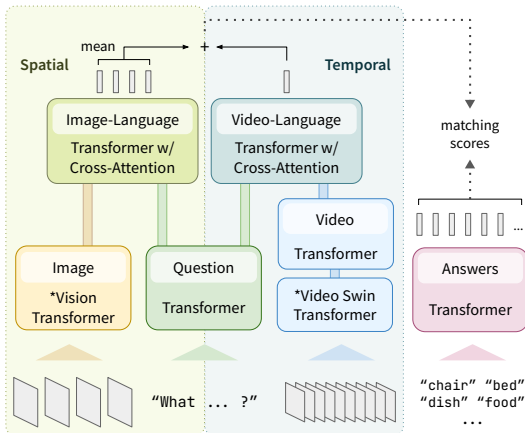 mean
+
Spatial
Temporal
Image-Language
Transformer w/
Cross-Attention
Video-Language
Transformer w/
Cross-Attention
matching
scores
Video
Transformer
...
Image
*Vision
Transformer
Question
Transformer
*Video Swin
Transformer
Answers
Transformer
“What ... ?”
“chair” “bed”
“dish” “food”
...